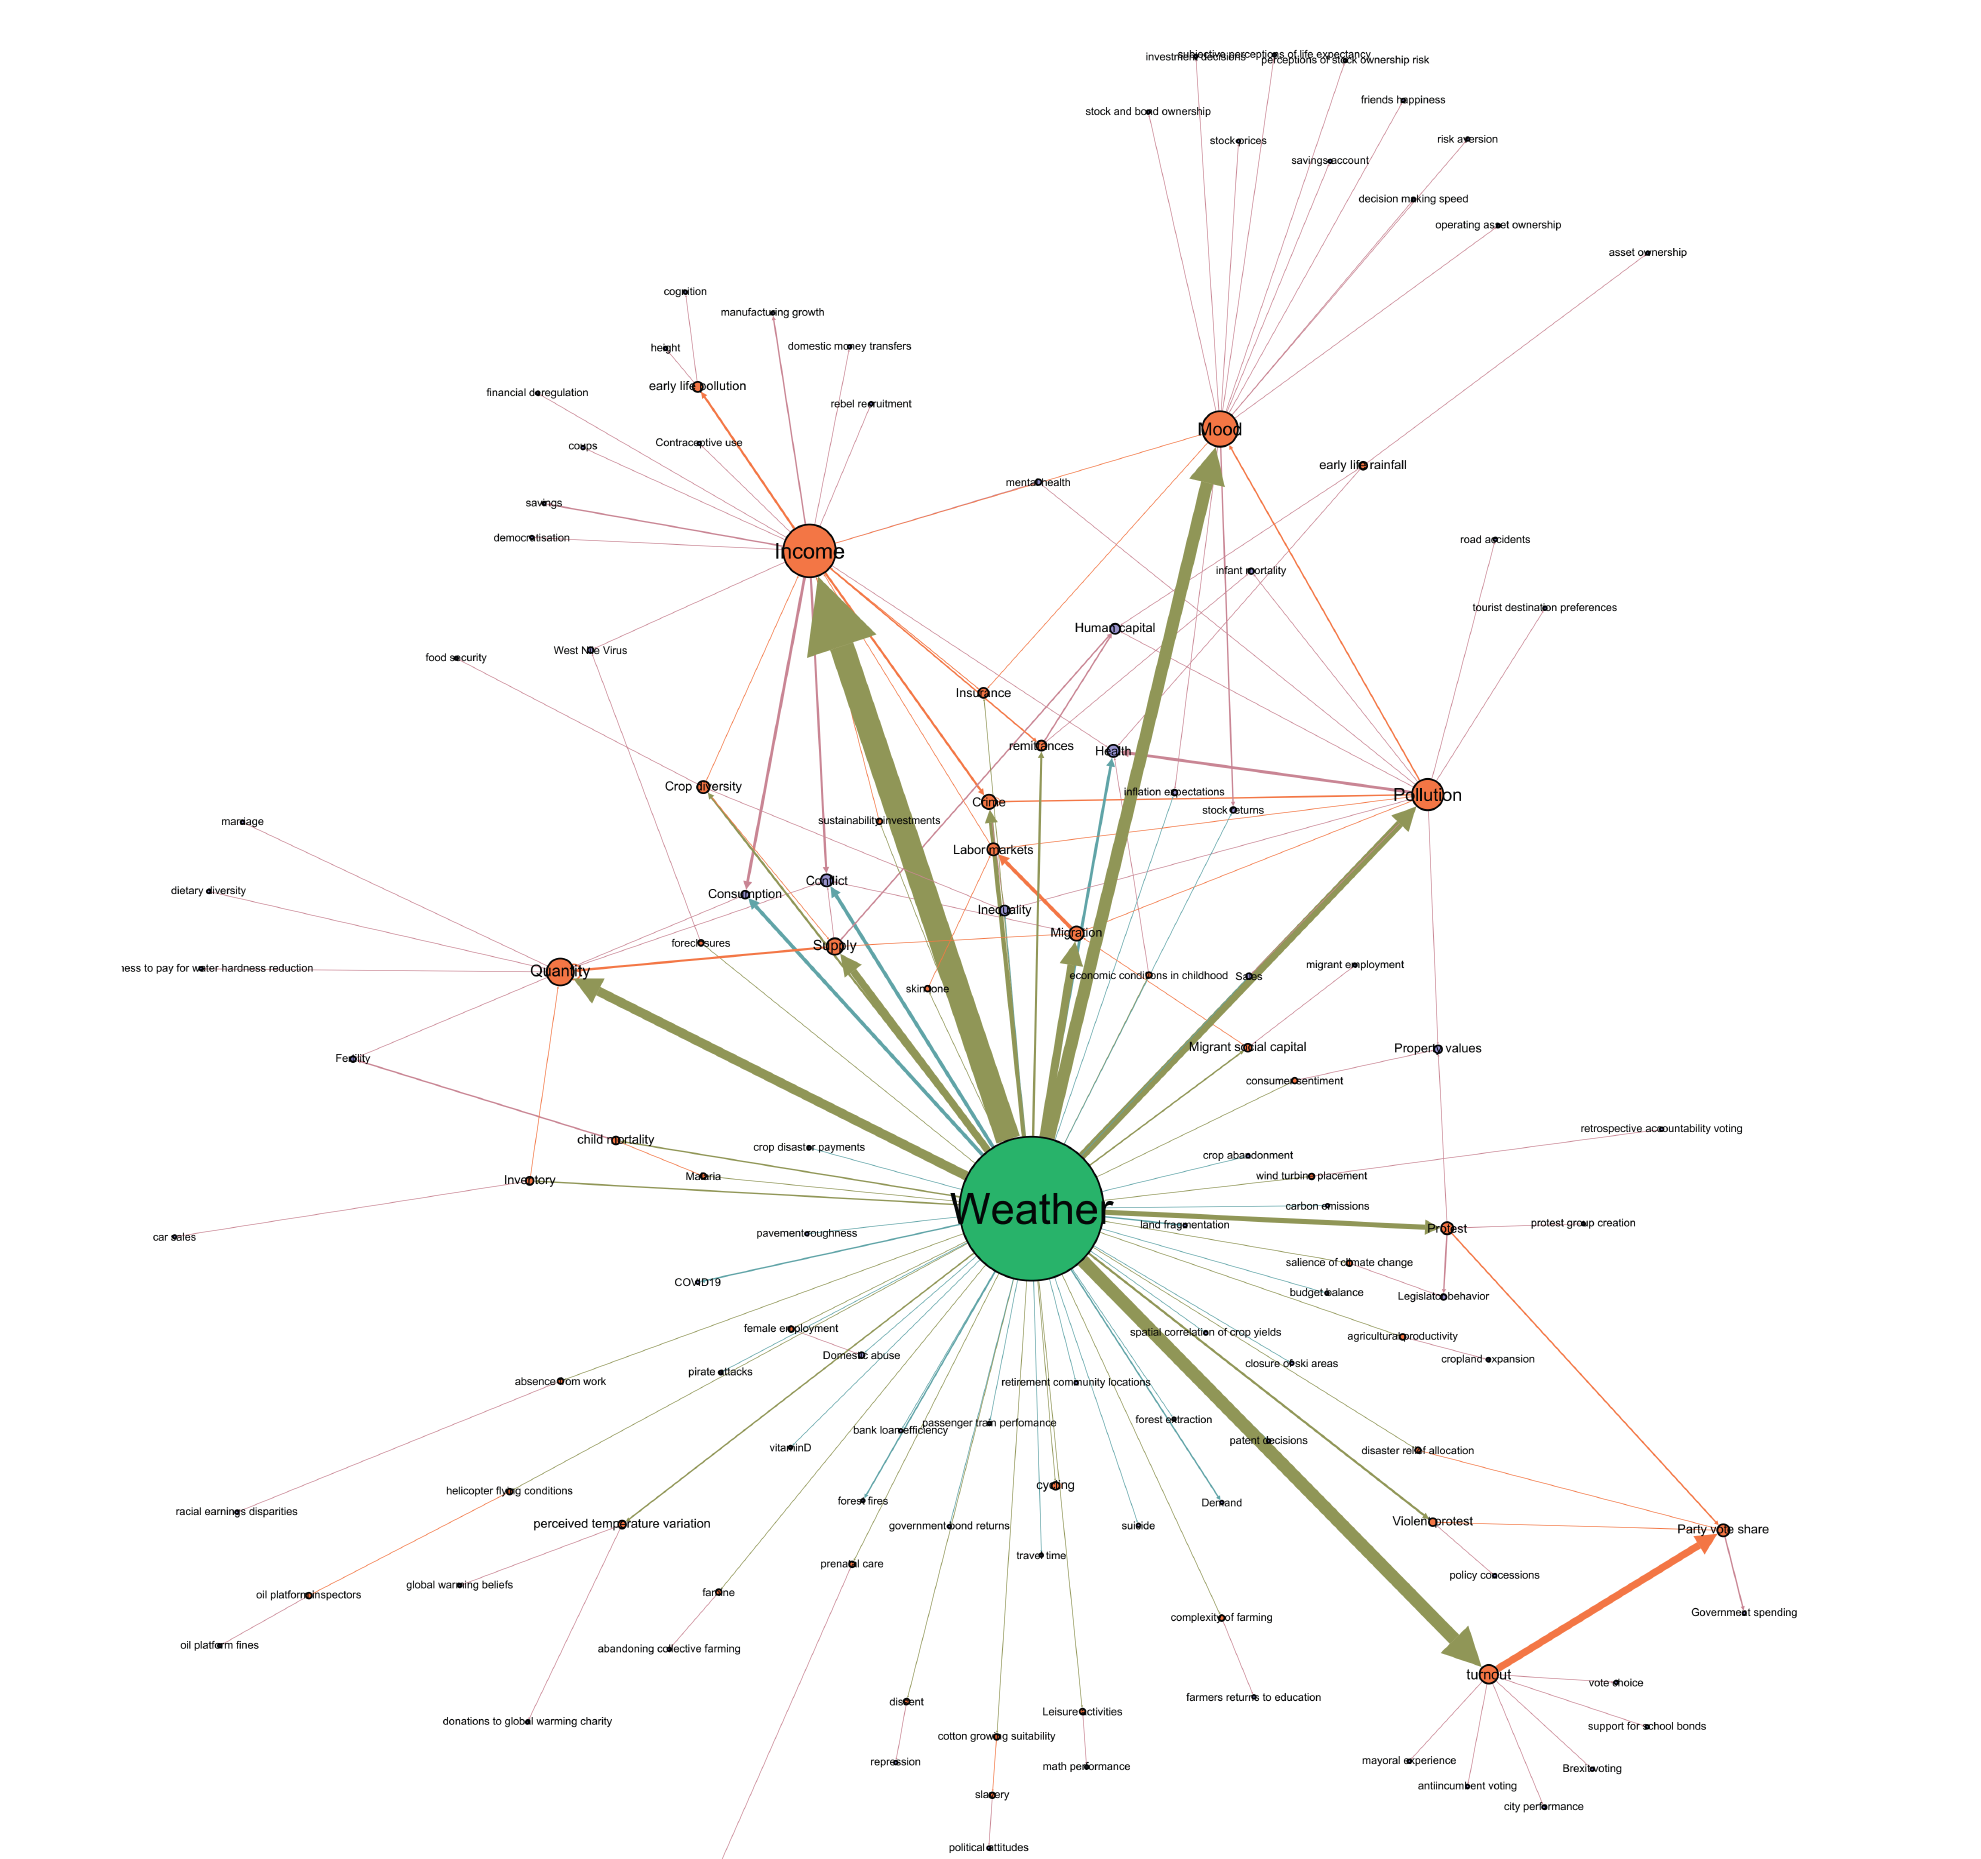 subjective perceptions of life expectancy
investment decisions
perceptions of stock ownership risk
friends happiness
stock and bond ownership
stock prices
risk aversion
savings account
decision making speed
operating asset ownership
asset ownership
cognition
manufacturing growth
height
domestic money transfers
early life pollution
financial deregulation
rebel recruitment
Mood
Contraceptive use
coups
early life rainfall
mental health
savings
democratisation
road accidents
Income
infant mortality
tourist destination preferences
Human capital
West Nile Virus
food security
Insurance
remittances
Health
Crop diversity
inflation expectations
Pollution
Crime
stock returns
sustainability investments
marriage
Labor markets
Conflict
dietary diversity
Consumption
Inequality
Migration
foreclosures
Supply
migrant employment
ness to pay for water hardness reduction
Quantity
economic conditions in childhood
Sales
skin tone
Migrant social capital
Property values
Fertility
consumer sentiment
retrospective accountability voting
child mortality
crop disaster payments
crop abandonment
Malaria
wind turbine placement
Inventory
Weather
carbon emissions
land fragmentation
Protest
protest group creation
pavement roughness
car sales
salience of climate change
COVID19
budget balance
Legislator behavior
female employment
spatial correlation of crop yields
agricultural productivity
Domestic abuse
closure of ski areas
cropland expansion
pirate attacks
absence from work
retirement community locations
passenger train perfomance
forest extraction
bank loan efficiency
patent decisions
vitaminD
disaster relief allocation
cycling
helicopter flying conditions
forest fires
Demand
racial earnings disparities
perceived temperature variation
government bond returns
suicide
Violent protest
Party vote share
travel time
prenatal care
policy concessions
global warming beliefs
famine
oil platform inspectors
Government spending
complexity of farming
oil platform fines
abandoning collective farming
turnout
vote choice
farmers returns to education
dissent
Leisure activities
donations to global warming charity
support for school bonds
cotton growing suitability
repression
mayoral experience
math performance
Brexit voting
antiincumbent voting
slavery
city performance
political attitudes